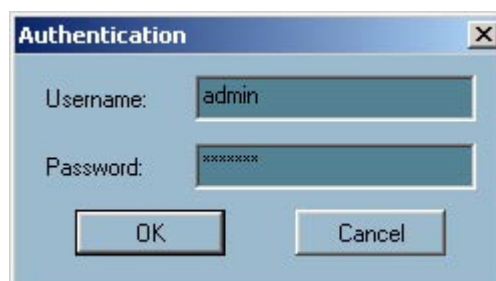 Authentication
Username: admin
Password: *******
OK Cancel